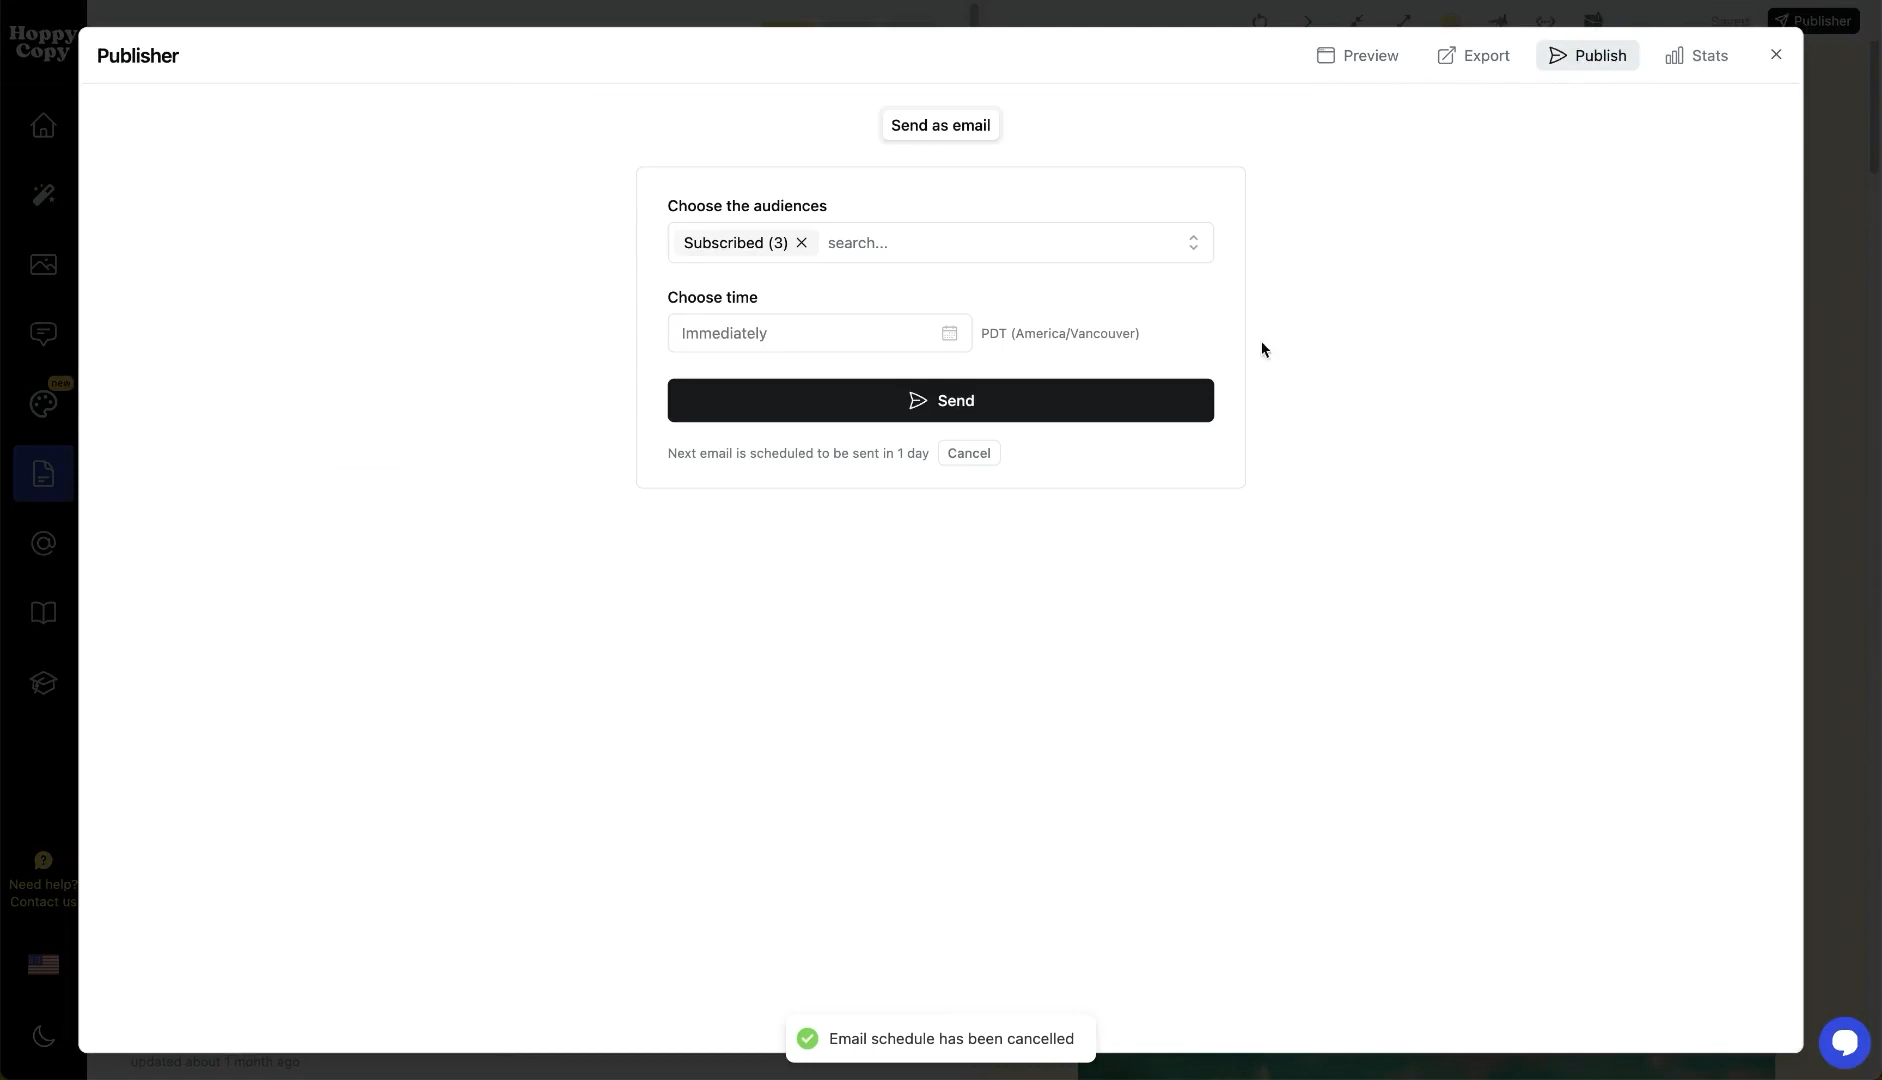 Hoppy
Copy
Saved
Publisher
Publisher
Preview
Export
Publish
Stats
Send as email
Choose the audiences
Subscribed (3)
search...
Choose time
Immediately
PDT (America/Vancouver)
Send
Next email is scheduled to be sent in 1 day
Cancel
new
Need help?
Contact us
updated about 1 month ago
Email schedule has been cancelled